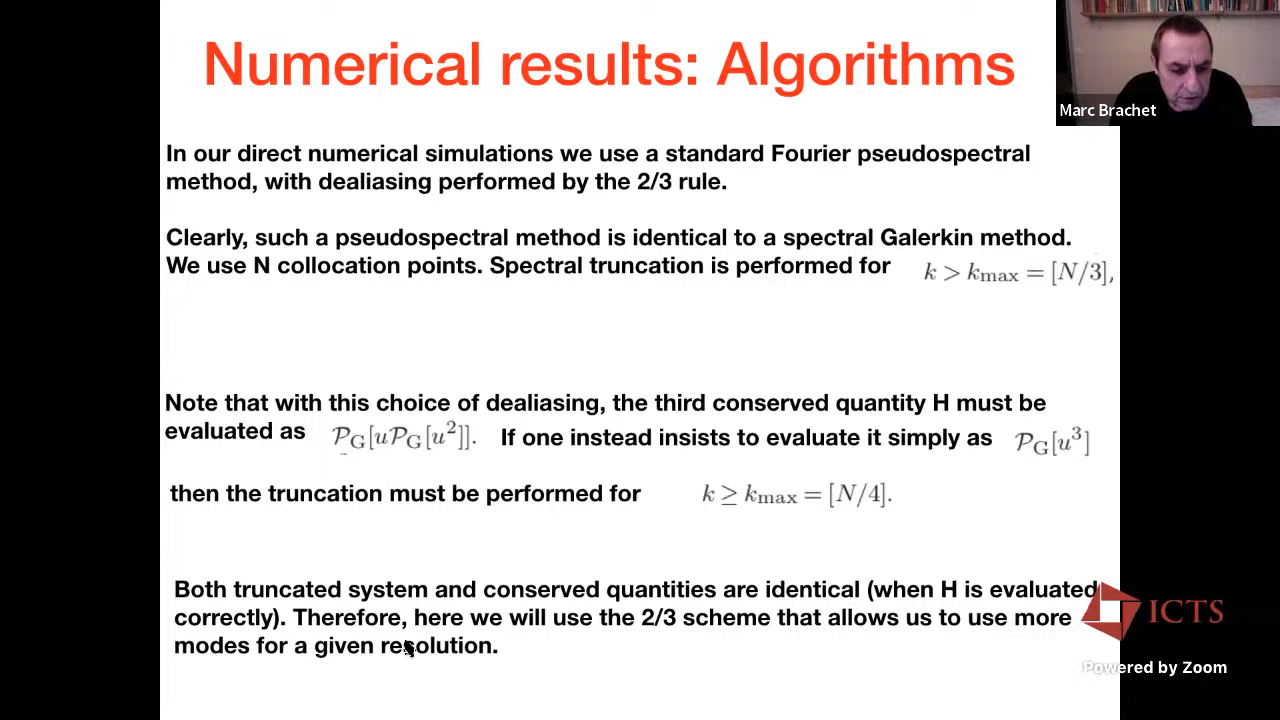 Numerical results: Algorithms
Marc Brachet
In our direct numerical simulations we use a standard Fourier pseudospectral
method, with dealiasing performed by the 2/3 rule.
Clearly, such a pseudospectral method is identical to a spectral Galerkin method.
We use N collocation points. Spectral truncation is performed for k > k_max = [N/3],
Note that with this choice of dealiasing, the third conserved quantity H must be
evaluated as 𝒫_G[u𝒫_G[u²]]. If one instead insists to evaluate it simply as 𝒫_G[u³]
then the truncation must be performed for k ≥ k_max = [N/4].
Both truncated system and conserved quantities are identical (when H is evaluated
correctly). Therefore, here we will use the 2/3 scheme that allows us to use more
modes for a given resolution.
ICTS
Powered by Zoom